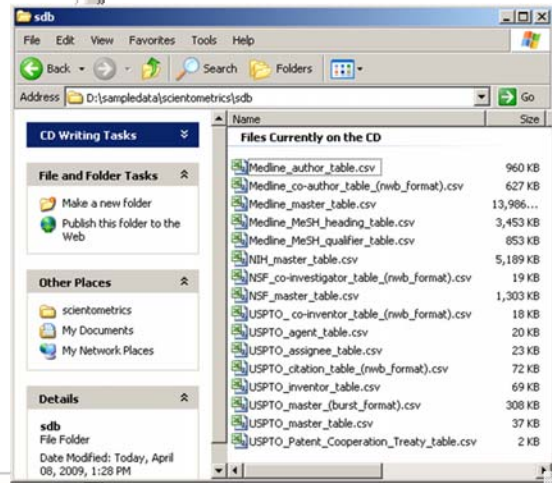 sdb
File Edit View Favorites Tools Help
Back Search Folders
Address D:\sampledata\scientometrics\sdb Go
CD Writing Tasks
File and Folder Tasks
Make a new folder
Publish this folder to the
Web
Other Places
scientometrics
My Documents
My Network Places
Details
sdb
File Folder
Date Modified: Today, April
08, 2009, 1:28 PM
Name Size
Files Currently on the CD
Medline_author_table.csv 960 KB
Medline_co-author_table_(nwb_format).csv 627 KB
Medline_master_table.csv 13,986...
Medline_MeSH_heading_table.csv 3,453 KB
Medline_MeSH_qualifier_table.csv 853 KB
NIH_master_table.csv 5,189 KB
NSF_co-investigator_table_(nwb_format).csv 19 KB
NSF_master_table.csv 1,303 KB
USPTO_ co-inventor_table_(nwb_format).csv 18 KB
USPTO_agent_table.csv 20 KB
USPTO_assignee_table.csv 23 KB
USPTO_citation_table_(nwb_format).csv 72 KB
USPTO_inventor_table.csv 69 KB
USPTO_master_(burst_format).csv 308 KB
USPTO_master_table.csv 37 KB
USPTO_Patent_Cooperation_Treaty_table.csv 2 KB